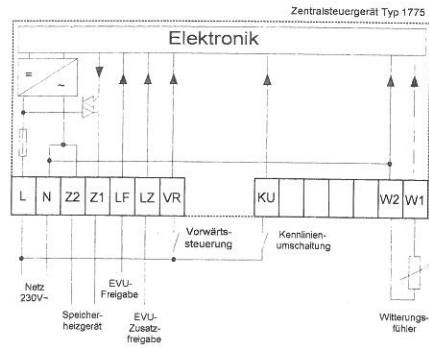 Zentralsteuergerät Typ 1775
Elektronik
=
~
L N Z2 Z1 LF LZ VR KU W2 W1
Vorwärts-
steuerung
Kennlinien-
umschaltung
Netz
230V~
EVU-
Freigabe
Speicher-
heizgerät
EVU-
Zusatz-
freigabe
Witterungs-
fühler